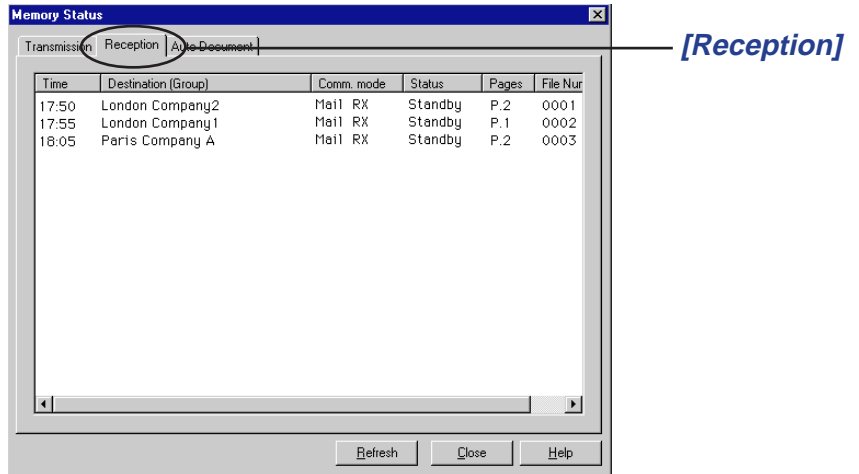 Memory Status
Transmission Reception Auto Document
[Reception]
Time Destination (Group) Comm. mode Status Pages File Nur
17:50 London Company2 Mail RX Standby P.2 0001
17:55 London Company1 Mail RX Standby P.1 0002
18:05 Paris Company A Mail RX Standby P.2 0003
Refresh Close Help